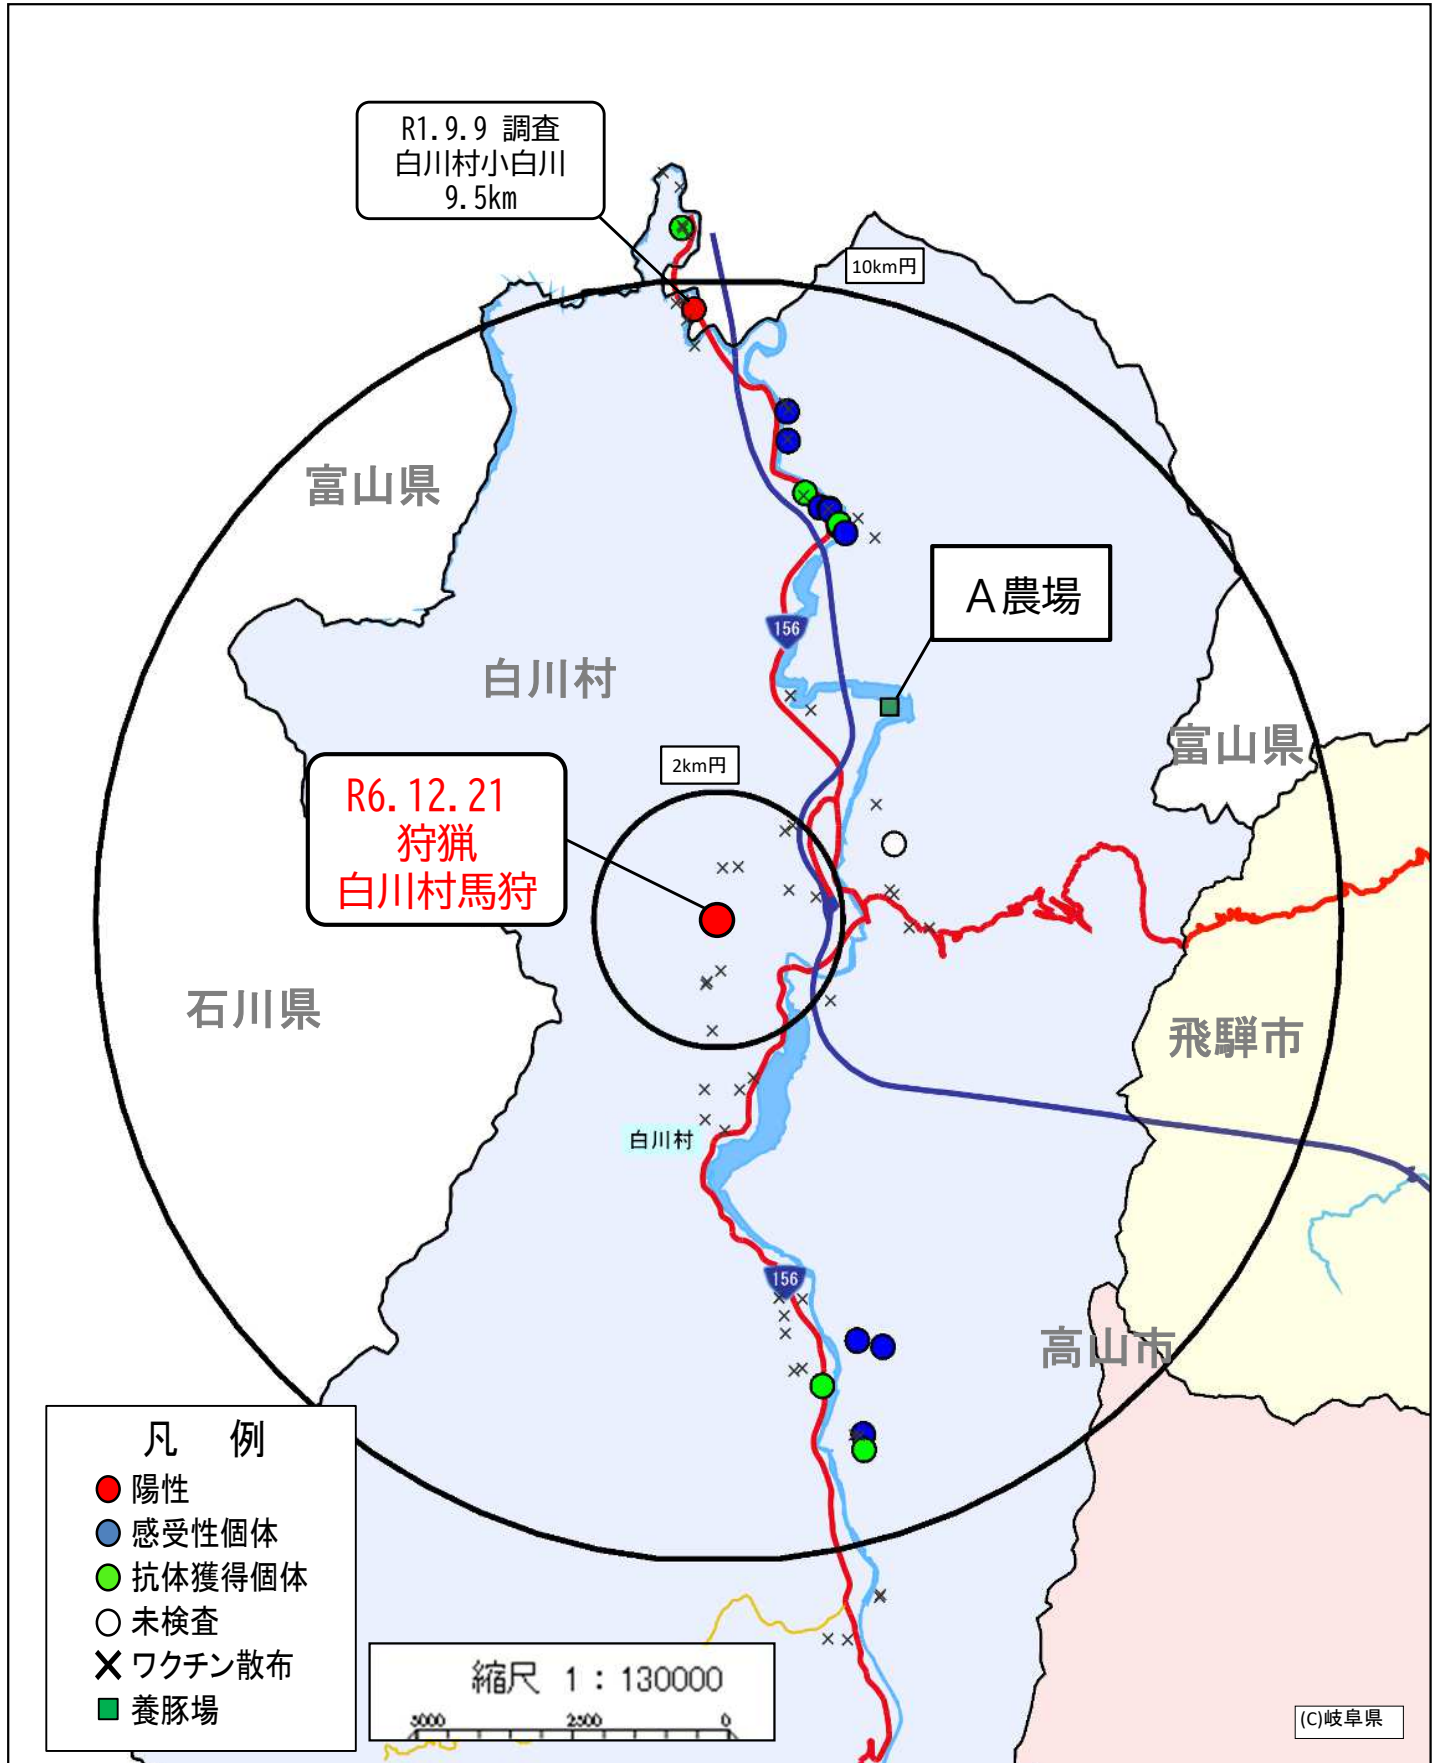 R1.9.9 調査
白川村小白川
9.5km
10km円
富山県
A農場
156
白川村
富山県
2km円
R6.12.21
狩猟
白川村馬狩
石川県
飛騨市
白川村
156
高山市
凡 例
陽性
感受性個体
抗体獲得個体
未検査
ワクチン散布
養豚場
縮尺 1:130000
5000 2500 0
(C)岐阜県